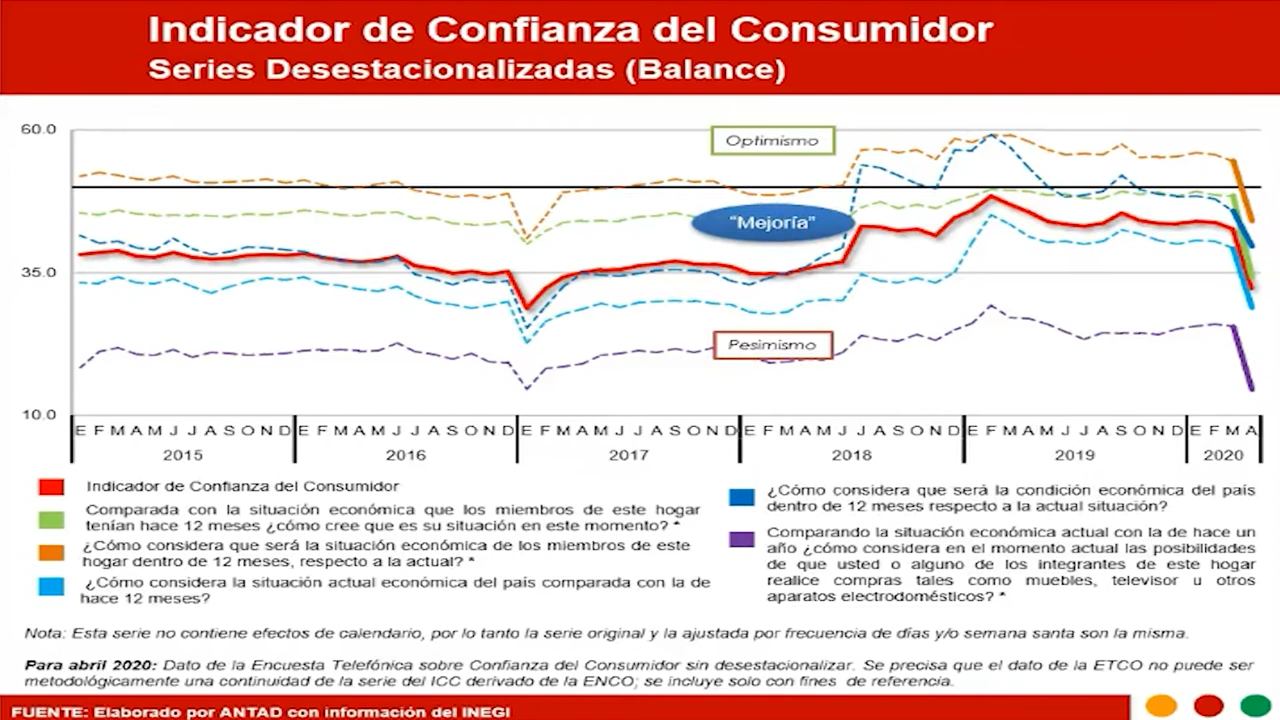 Indicador de Confianza del Consumidor
Series Desestacionalizadas (Balance)
60.0
Optimismo
"Mejoría"
35.0
Pesimismo
10.0
E F M A M J J A S O N D E F M A M J J A S O N D E F M A M J J A S O N D E F M A M J J A S O N D E F M A M J J A S O N D E F M A
2015 2016 2017 2018 2019 2020
Indicador de Confianza del Consumidor
Comparada con la situación económica que los miembros de este hogar
tenían hace 12 meses ¿cómo cree que es su situación en este momento? *
¿Cómo considera que será la situación económica de los miembros de este
hogar dentro de 12 meses, respecto a la actual? *
¿Cómo considera la situación actual económica del país comparada con la de
hace 12 meses?
¿Cómo considera que será la condición económica del país
dentro de 12 meses respecto a la actual situación?
Comparando la situación económica actual con la de hace un
año ¿cómo considera en el momento actual las posibilidades
de que usted o alguno de los integrantes de este hogar
realice compras tales como muebles, televisor u otros
aparatos electrodomésticos? *
Nota: Esta serie no contiene efectos de calendario, por lo tanto la serie original y la ajustada por frecuencia de días y/o semana santa son la misma.
Para abril 2020: Dato de la Encuesta Telefónica sobre Confianza del Consumidor sin desestacionalizar. Se precisa que el dato de la ETCO no puede ser
metodológicamente una continuidad de la serie del ICC derivado de la ENCO; se incluye solo con fines de referencia.
FUENTE: Elaborado por ANTAD con información del INEGI